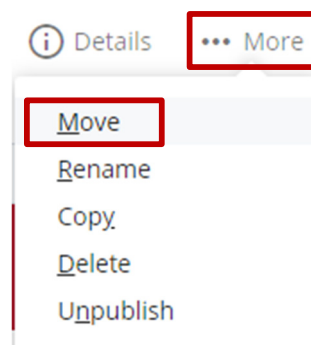 Details ••• More
Move
Rename
Copy
Delete
Unpublish